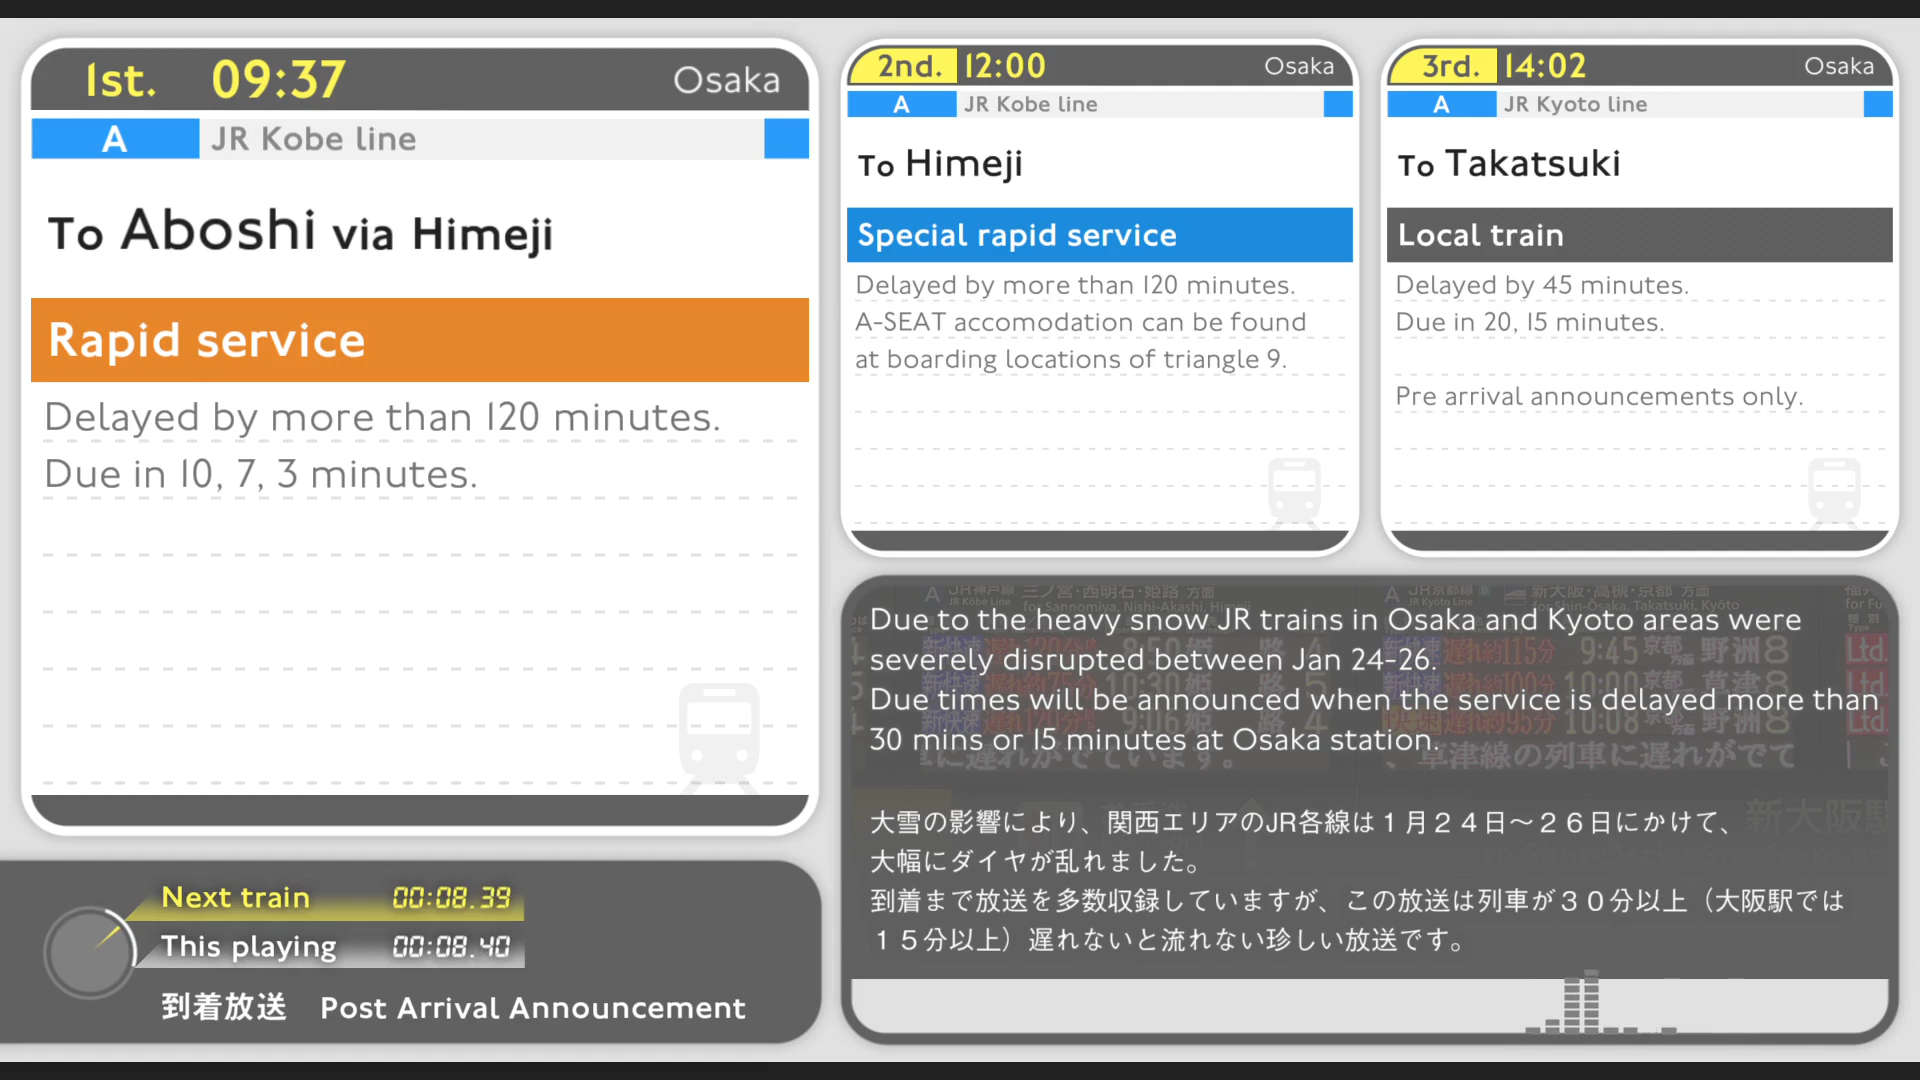 1st. 09:37 Osaka
A JR Kobe line
To Aboshi via Himeji
Rapid service
Delayed by more than 120 minutes.
Due in 10, 7, 3 minutes.
2nd. 12:00 Osaka
A JR Kobe line
To Himeji
Special rapid service
Delayed by more than 120 minutes.
A-SEAT accomodation can be found
at boarding locations of triangle 9.
3rd. 14:02 Osaka
A JR Kyoto line
To Takatsuki
Local train
Delayed by 45 minutes.
Due in 20, 15 minutes.
Pre arrival announcements only.
Due to the heavy snow JR trains in Osaka and Kyoto areas were
severely disrupted between Jan 24-26.
Due times will be announced when the service is delayed more than
30 mins or 15 minutes at Osaka station.
大雪の影響により、関西エリアのJR各線は１月２４日～２６日にかけて、
大幅にダイヤが乱れました。
到着まで放送を多数収録していますが、この放送は列車が３０分以上（大阪駅では
１５分以上）遅れないと流れない珍しい放送です。
Next train 00:08.39
This playing 00:08.40
到着放送 Post Arrival Announcement